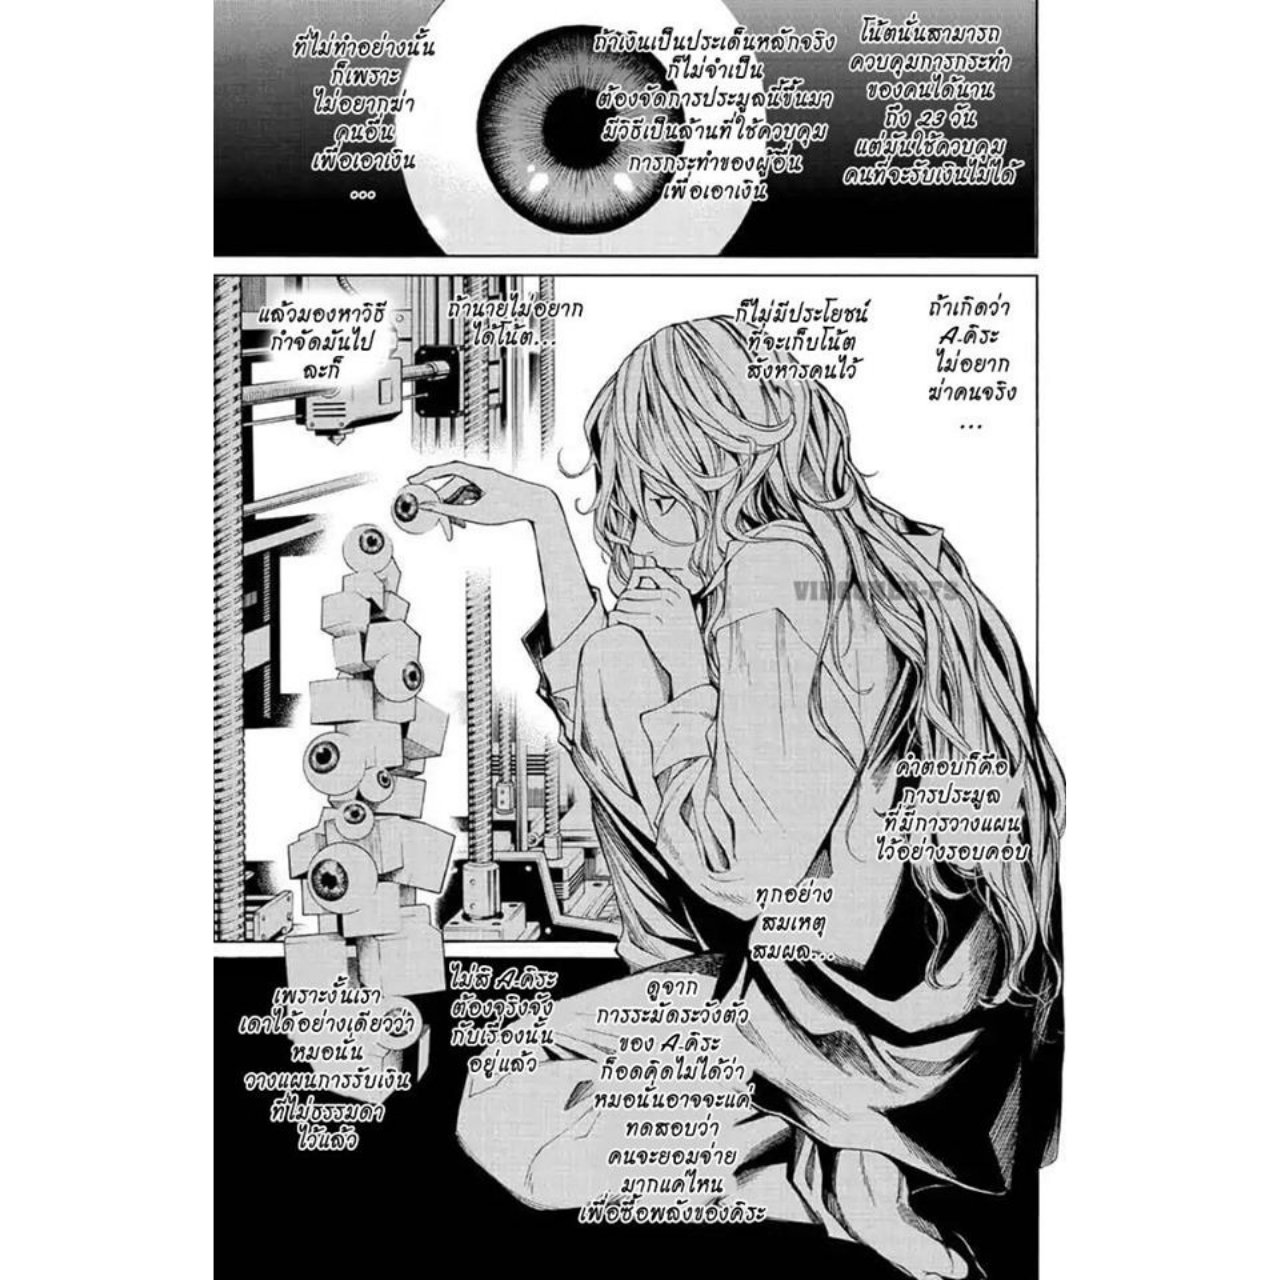 โน้ตนั่นสามารถ
ควบคุมการกระทำ
ของคนได้นาน
ถึง 23 วัน
แต่มันใช้ควบคุม
คนที่จะรับเงินไม่ได้
ถ้าเงินเป็นประเด็นหลักจริง
ก็ไม่จำเป็น
ต้องจัดการประมูลนี้ขึ้นมา
มีวิธีเป็นล้านที่ใช้ควบคุม
การกระทำของผู้อื่น
เพื่อเอาเงิน
ที่ไม่ทำอย่างนั้น
ก็เพราะ
ไม่อยากฆ่า
คนอื่น
เพื่อเอาเงิน
...
ถ้าเกิดว่า
A-คิระ
ไม่อยาก
ฆ่าคนจริง
...
ก็ไม่มีประโยชน์
ที่จะเก็บโน้ต
สังหารคนไว้
ถ้านายไม่อยาก
ได้โน้ต...
แล้วมองหาวิธี
กำจัดมันไป
ละก็
VIRGUNED-FS
คำตอบก็คือ
การประมูล
ที่มีการวางแผน
ไว้อย่างรอบคอบ
ทุกอย่าง
สมเหตุ
สมผล...
ดูจาก
การระมัดระวังตัว
ของ A-คิระ
ก็อดคิดไม่ได้ว่า
หมอนั่นอาจจะแค่
ทดสอบว่า
คนจะยอมจ่าย
มากแค่ไหน
เพื่อซื้อพลังของคิระ
ไม่สิ A-คิระ
ต้องจริงจัง
กับเรื่องนั้น
อยู่แล้ว
เพราะงั้นเรา
เดาได้อย่างเดียวว่า
หมอนั่น
วางแผนการรับเงิน
ที่ไม่ธรรมดา
ไว้แล้ว